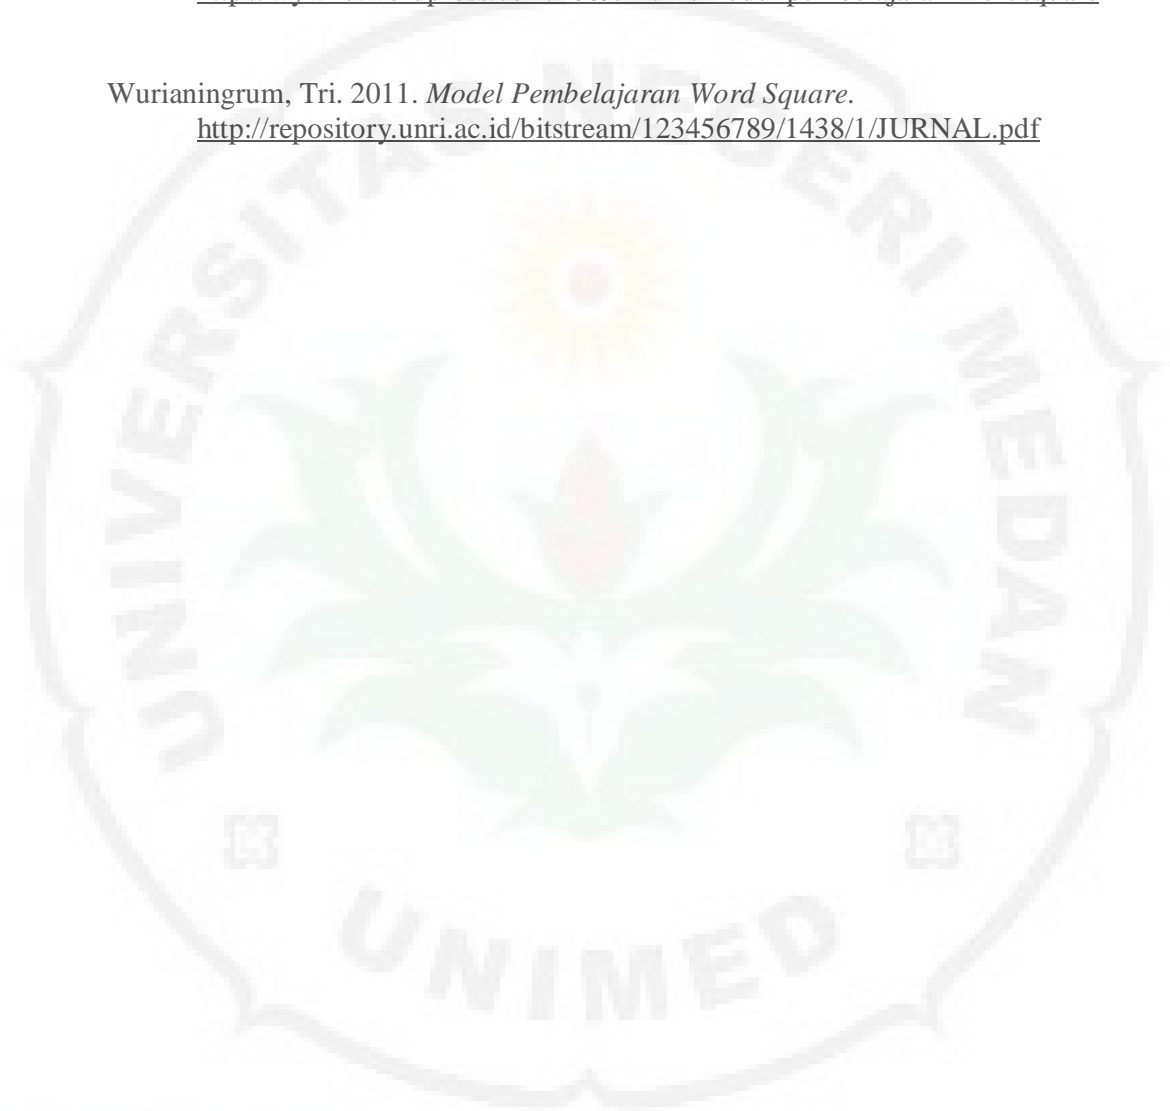 Wurianingrum, Tri. 2011. Model Pembelajaran Word Square.
http://repository.unri.ac.id/bitstream/123456789/1438/1/JURNAL.pdf
UNIVERSITAS NEGERI MEDAN
UNIMED